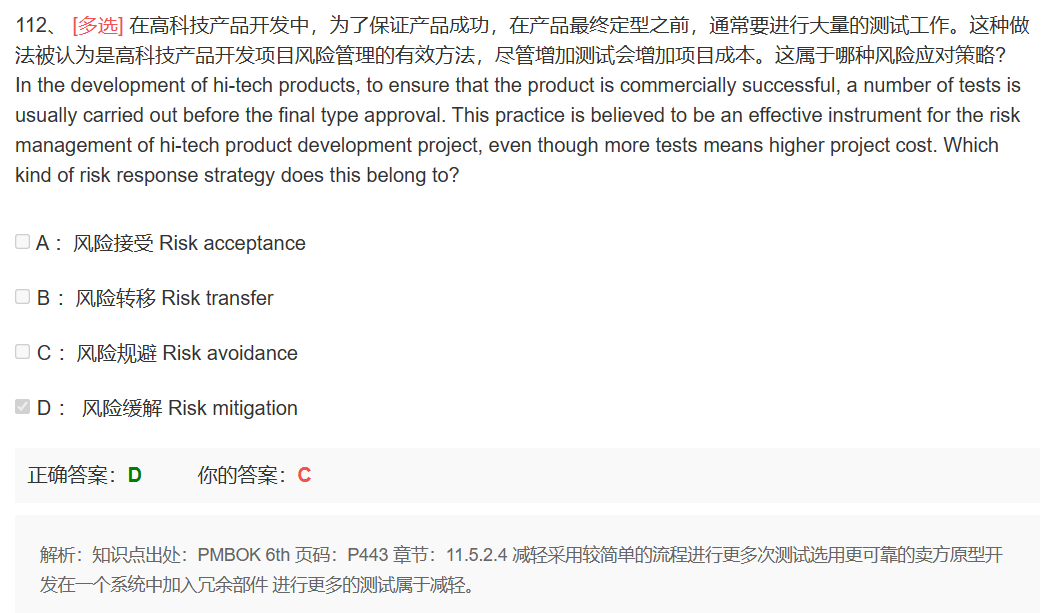 112、 [多选] 在高科技产品开发中，为了保证产品成功，在产品最终定型之前，通常要进行大量的测试工作。这种做
法被认为是高科技产品开发项目风险管理的有效方法，尽管增加测试会增加项目成本。这属于哪种风险应对策略？
In the development of hi-tech products, to ensure that the product is commercially successful, a number of tests is
usually carried out before the final type approval. This practice is believed to be an effective instrument for the risk
management of hi-tech product development project, even though more tests means higher project cost. Which
kind of risk response strategy does this belong to?
A： 风险接受 Risk acceptance
B： 风险转移 Risk transfer
C： 风险规避 Risk avoidance
D： 风险缓解 Risk mitigation
正确答案：D 你的答案：C
解析：知识点出处：PMBOK 6th 页码：P443 章节：11.5.2.4 减轻采用较简单的流程进行更多次测试选用更可靠的卖方原型开
发在一个系统中加入冗余部件 进行更多的测试属于减轻。